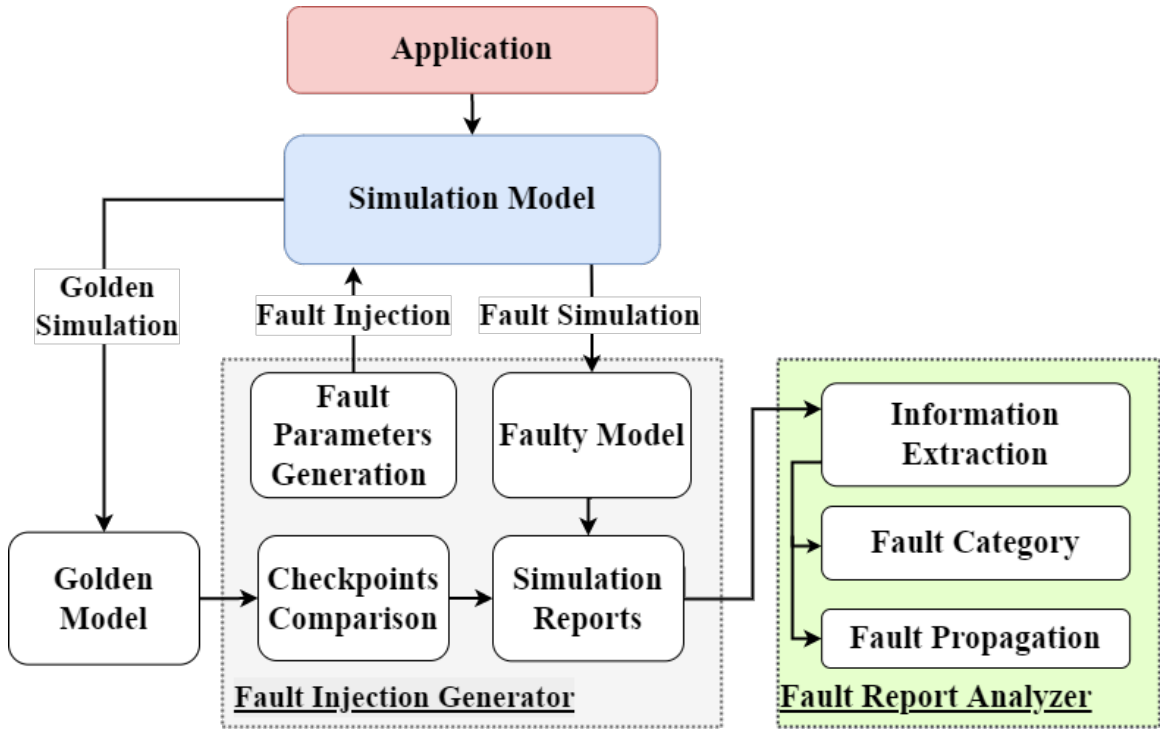 Application
Simulation Model
Golden
Simulation
Fault Injection
Fault Simulation
Fault
Parameters
Generation
Faulty Model
Information
Extraction
Golden
Model
Checkpoints
Comparison
Simulation
Reports
Fault Category
Fault Propagation
Fault Injection Generator
Fault Report Analyzer